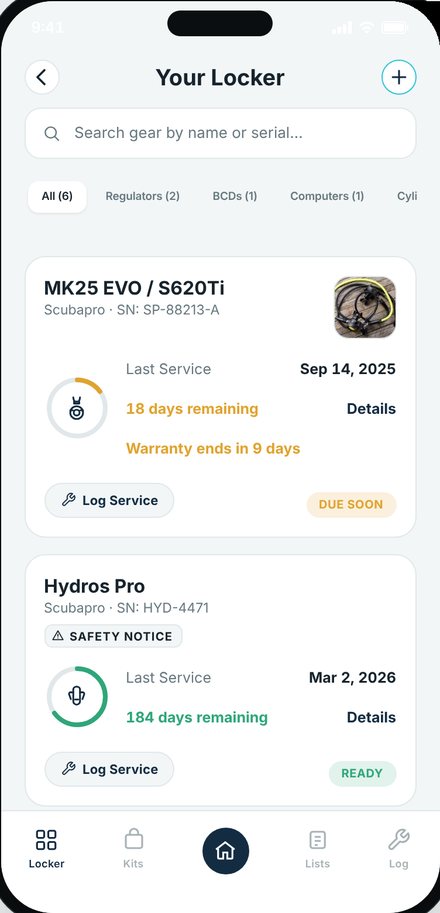 9:41
Your Locker
Search gear by name or serial...
All (6) Regulators (2) BCDs (1) Computers (1) Cyli
MK25 EVO / S620Ti
Scubapro · SN: SP-88213-A
Last Service Sep 14, 2025
18 days remaining Details
Warranty ends in 9 days
Log Service DUE SOON
Hydros Pro
Scubapro · SN: HYD-4471
SAFETY NOTICE
Last Service Mar 2, 2026
184 days remaining Details
Log Service READY
Locker Kits Lists Log